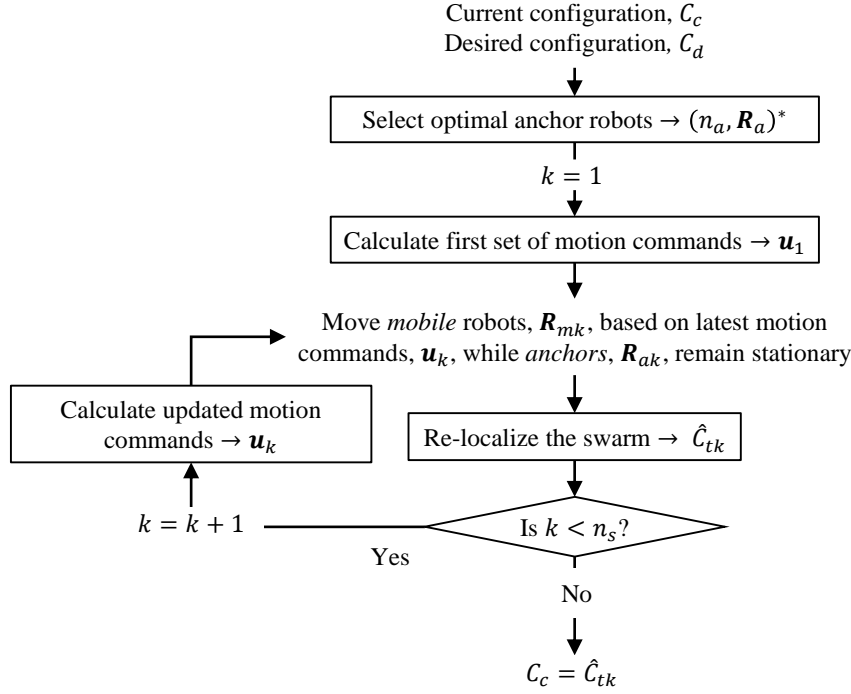 Current configuration, C_c
Desired configuration, C_d
Select optimal anchor robots → (n_a, R_a)*
k = 1
Calculate first set of motion commands → u_1
Move mobile robots, R_mk, based on latest motion
commands, u_k, while anchors, R_ak, remain stationary
Calculate updated motion
commands → u_k
Re-localize the swarm → Ĉ_tk
k = k + 1
Is k < n_s?
Yes
No
C_c = Ĉ_tk